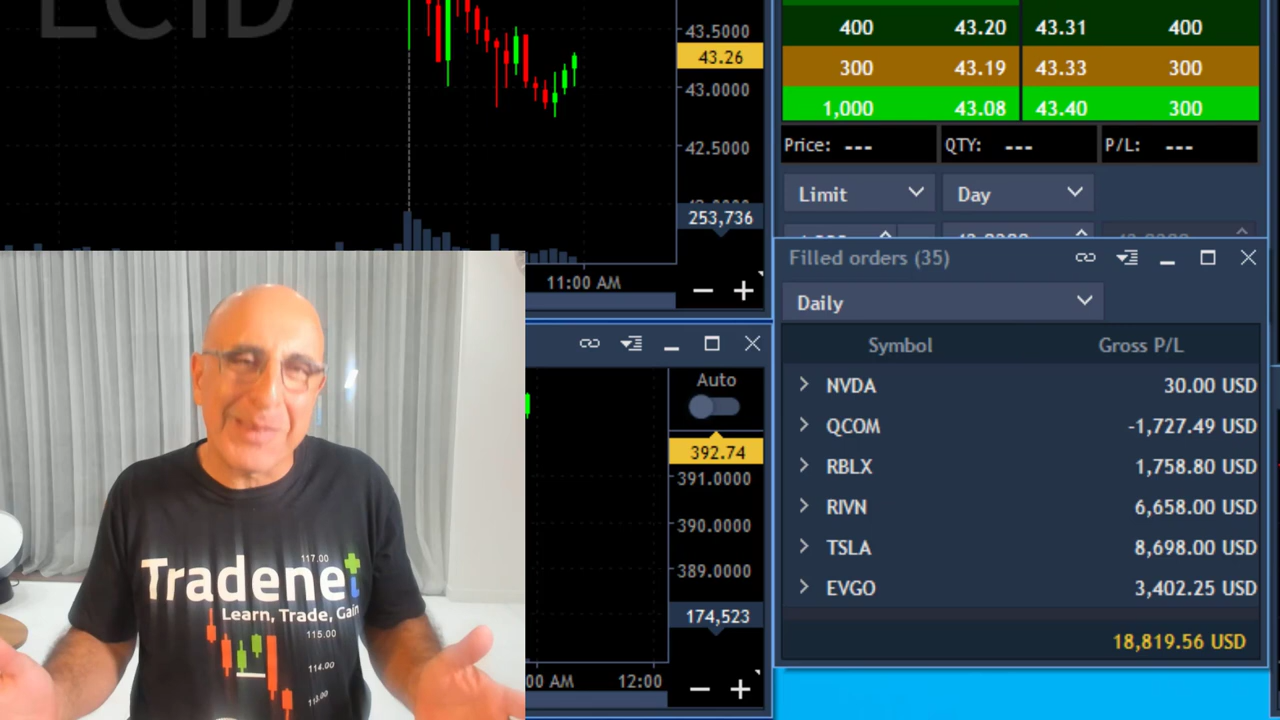 LCID
43.5000
43.26
43.0000
42.5000
253,736
11:00 AM
400 43.20 43.31 400
300 43.19 43.33 300
1,000 43.08 43.40 300
Price: --- QTY: --- P/L: ---
Limit Day
Filled orders (35)
Daily
Symbol Gross P/L
NVDA 30.00 USD
QCOM -1,727.49 USD
RBLX 1,758.80 USD
RIVN 6,658.00 USD
TSLA 8,698.00 USD
EVGO 3,402.25 USD
18,819.56 USD
Auto
392.74
391.0000
390.0000
389.0000
174,523
00 AM 12:00
117.00
Tradenet
Learn, Trade, Gain
115.00
114.00
113.00